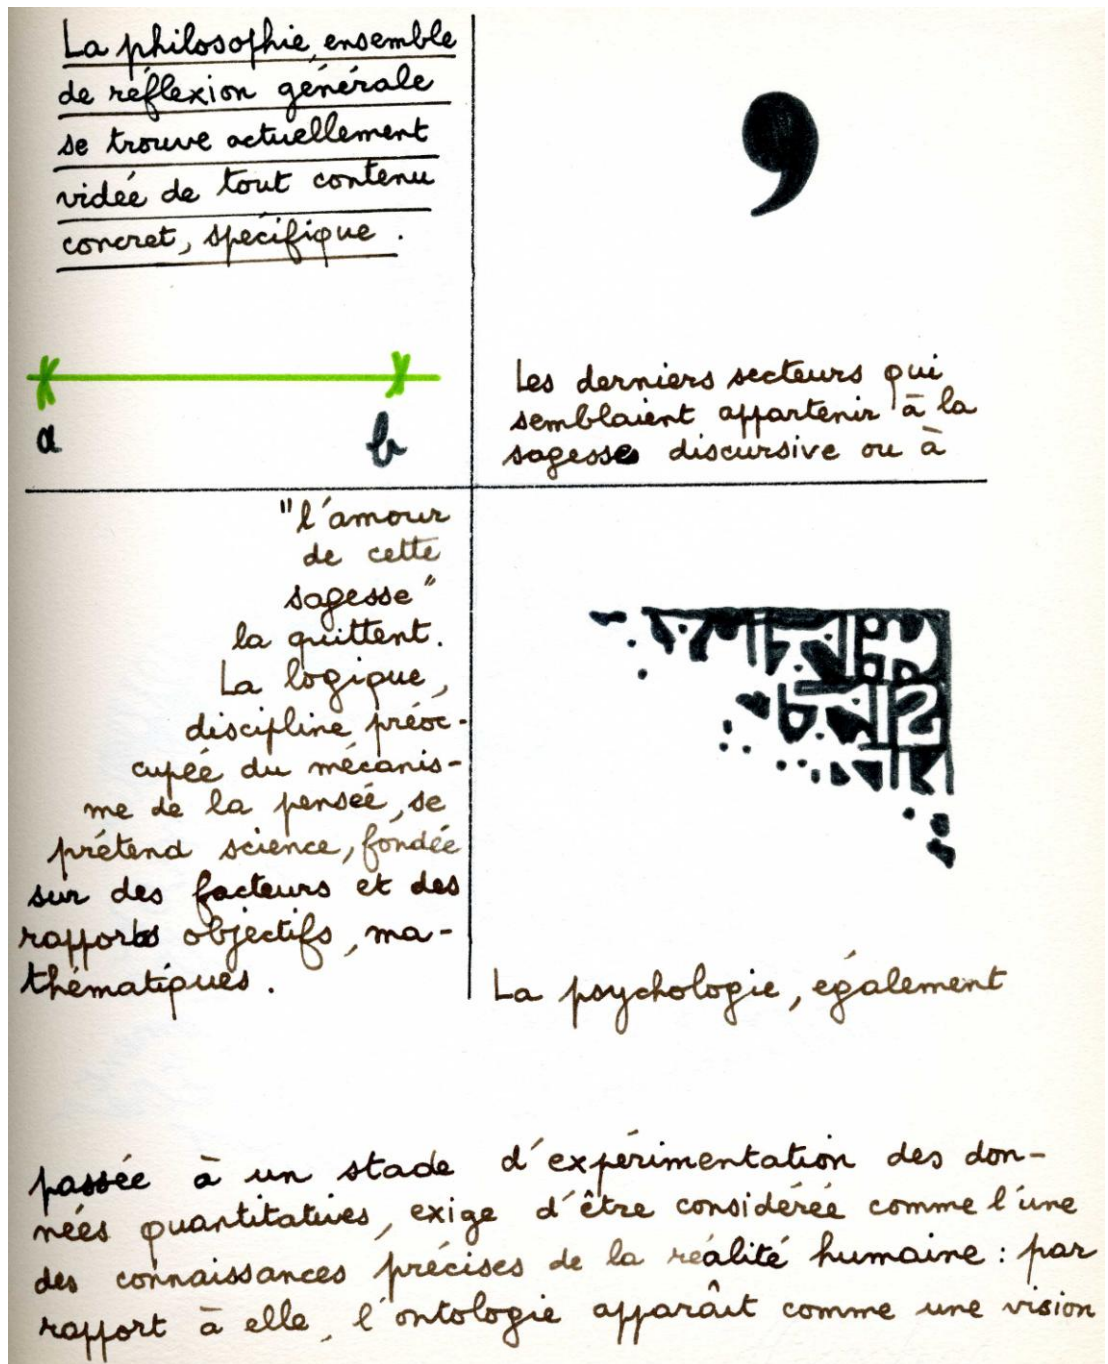 La philosophie, ensemble
de réflexion générale
se trouve actuellement
vidée de tout contenu
concret, spécifique.
a b
Les derniers secteurs qui
semblaient appartenir à la
sagesse discursive ou à
"l'amour
de cette
sagesse"
la quittent.
La logique,
discipline préoc-
cupée du mécanis-
me de la pensée, se
prétend science, fondée
sur des facteurs et des
rapports objectifs, ma-
thématiques.
La psychologie, également
passée à un stade d'expérimentation des don-
nées quantitatives, exige d'être considérée comme l'une
des connaissances précises de la réalité humaine : par
rapport à elle, l'ontologie apparaît comme une vision